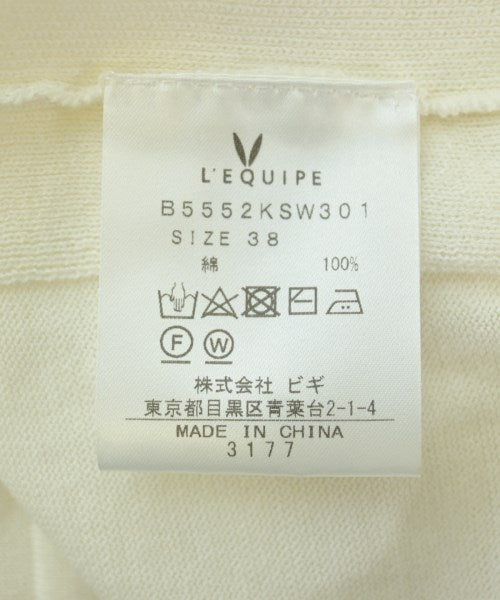 L'EQUIPE
B5552KSW301
SIZE 38
綿 100%
F W
株式会社 ビギ
東京都目黒区青葉台2-1-4
MADE IN CHINA
3177